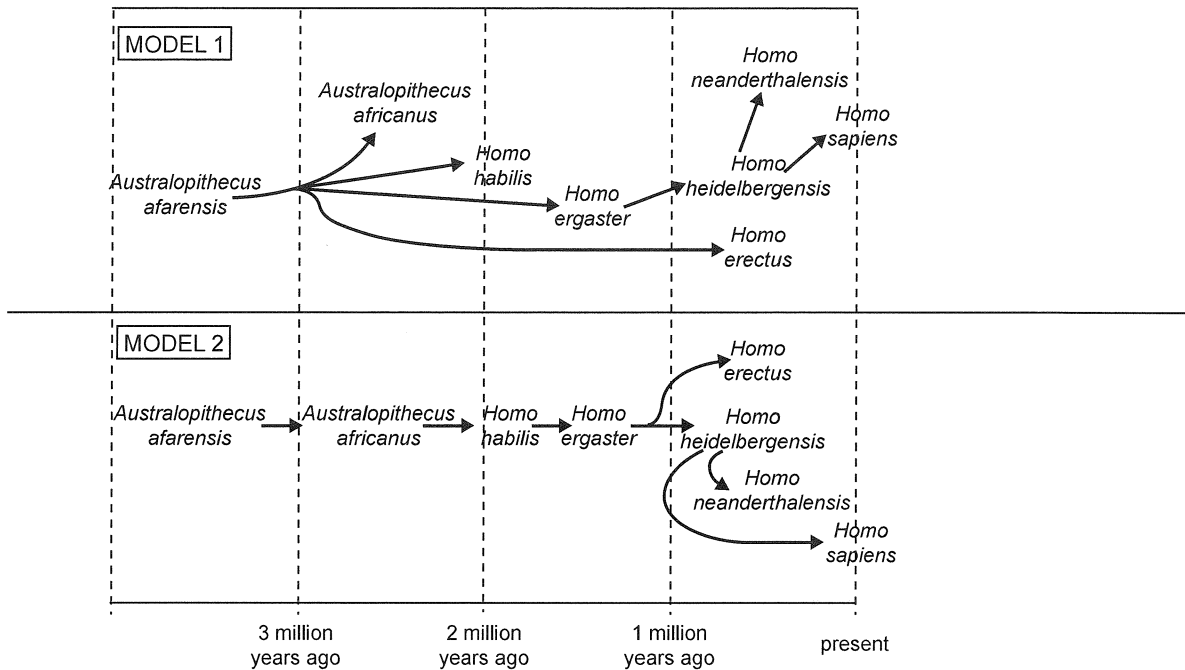 MODEL 1
Australopithecus
africanus
Homo
neanderthalensis
Homo
sapiens
Australopithecus
afarensis
Homo
habilis
Homo
ergaster
Homo
heidelbergensis
Homo
erectus
MODEL 2
Homo
erectus
Australopithecus
afarensis
Australopithecus
africanus
Homo
habilis
Homo
ergaster
Homo
heidelbergensis
Homo
neanderthalensis
Homo
sapiens
3 million
years ago
2 million
years ago
1 million
years ago
present